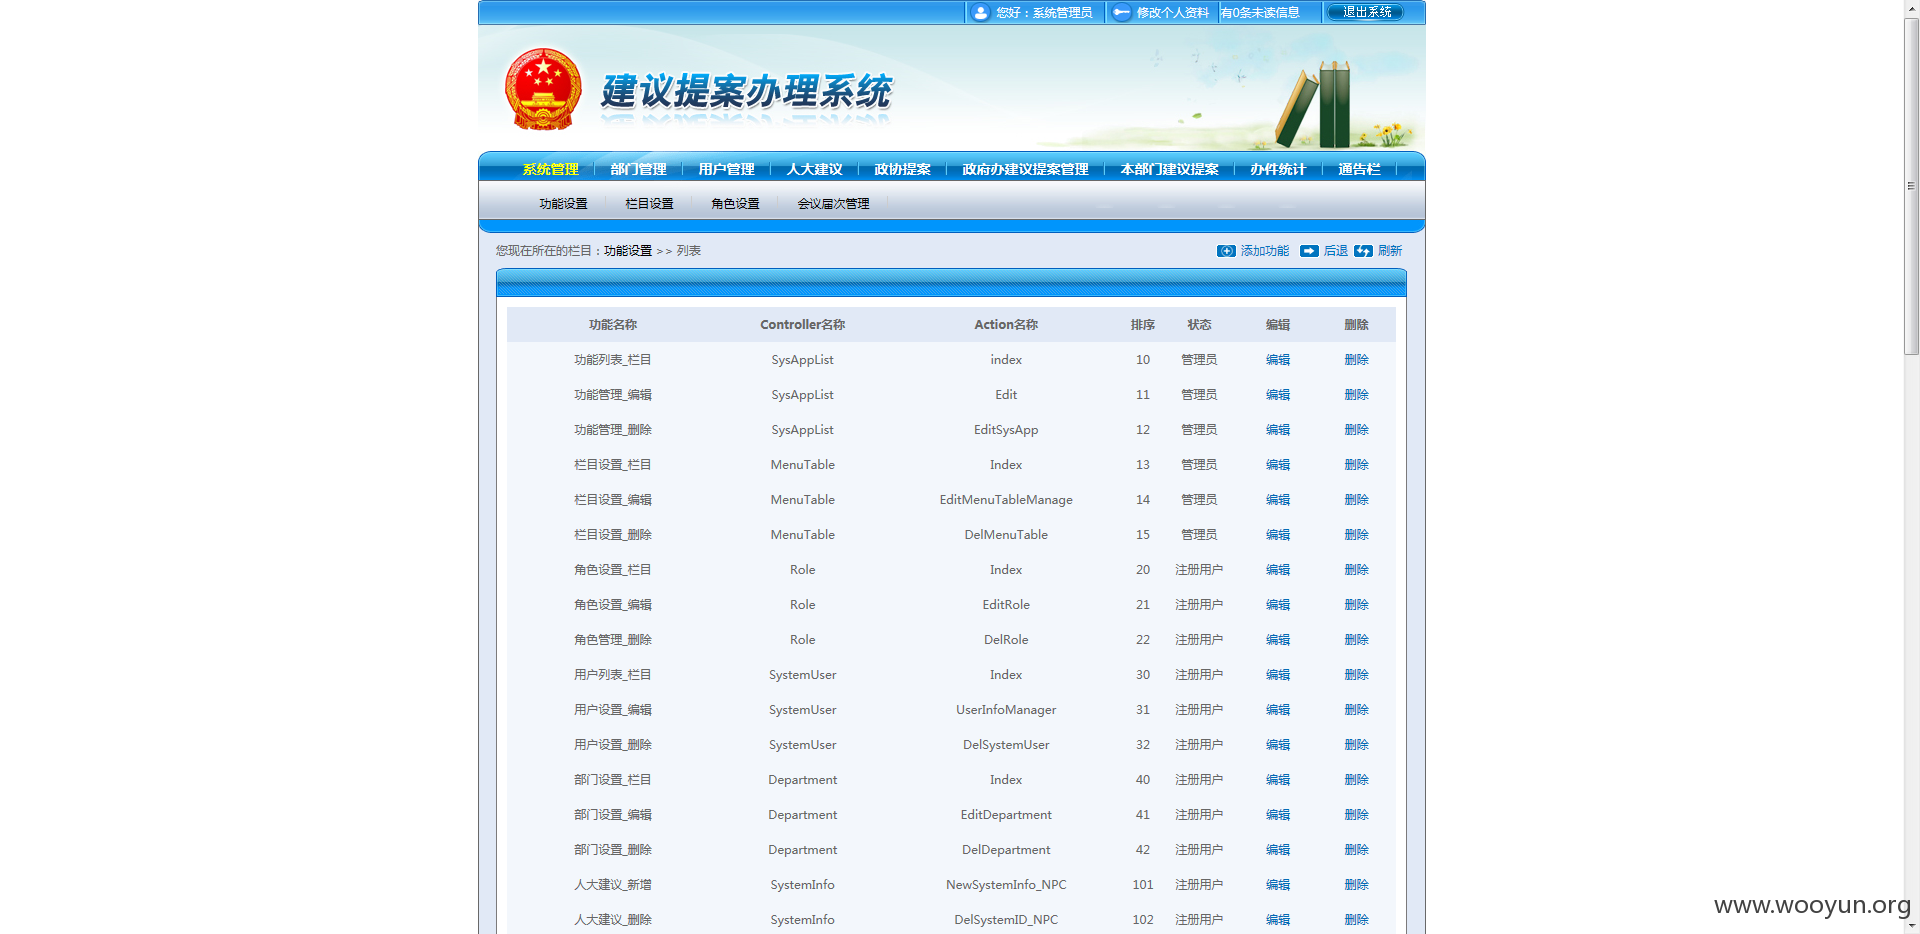 您好：系统管理员 修改个人资料 有0条未读信息 退出系统
建议提案办理系统
系统管理 部门管理 用户管理 人大建议 政协提案 政府办建议提案管理 本部门建议提案 办件统计 通告栏
功能设置 栏目设置 角色设置 会议届次管理
您现在所在的栏目：功能设置 >> 列表 添加功能 后退 刷新
功能名称 Controller名称 Action名称 排序 状态 编辑 删除
功能列表_栏目 SysAppList index 10 管理员 编辑 删除
功能管理_编辑 SysAppList Edit 11 管理员 编辑 删除
功能管理_删除 SysAppList EditSysApp 12 管理员 编辑 删除
栏目设置_栏目 MenuTable Index 13 管理员 编辑 删除
栏目设置_编辑 MenuTable EditMenuTableManage 14 管理员 编辑 删除
栏目设置_删除 MenuTable DelMenuTable 15 管理员 编辑 删除
角色设置_栏目 Role Index 20 注册用户 编辑 删除
角色设置_编辑 Role EditRole 21 注册用户 编辑 删除
角色管理_删除 Role DelRole 22 注册用户 编辑 删除
用户列表_栏目 SystemUser Index 30 注册用户 编辑 删除
用户设置_编辑 SystemUser UserInfoManager 31 注册用户 编辑 删除
用户设置_删除 SystemUser DelSystemUser 32 注册用户 编辑 删除
部门设置_栏目 Department Index 40 注册用户 编辑 删除
部门设置_编辑 Department EditDepartment 41 注册用户 编辑 删除
部门设置_删除 Department DelDepartment 42 注册用户 编辑 删除
人大建议_新增 SystemInfo NewSystemInfo_NPC 101 注册用户 编辑 删除
人大建议_删除 SystemInfo DelSystemID_NPC 102 注册用户 编辑 删除
www.wooyun.org